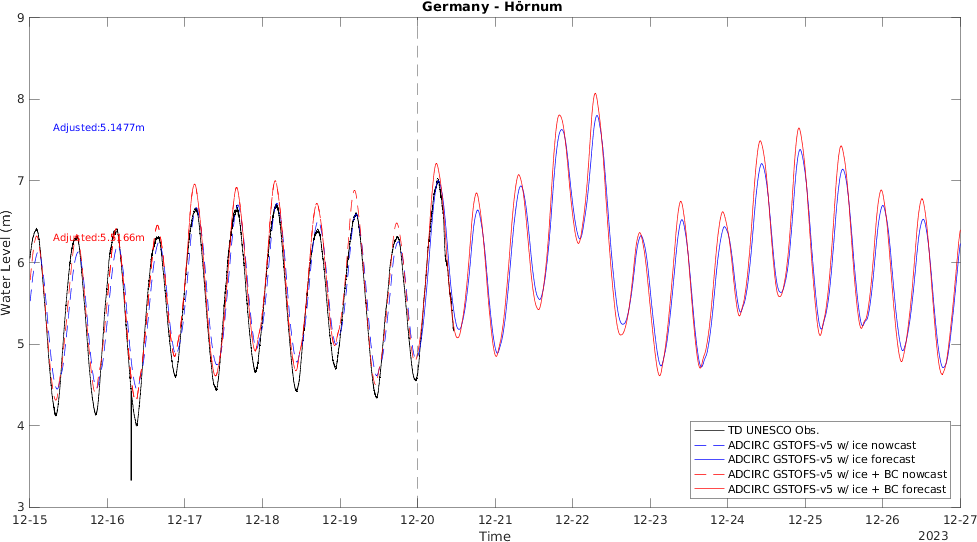 Germany - Hörnum
9
8
7
6
5
4
3
Water Level (m)
Adjusted:5.1477m
Adjusted:5.5166m
TD UNESCO Obs.
ADCIRC GSTOFS-v5 w/ ice nowcast
ADCIRC GSTOFS-v5 w/ ice forecast
ADCIRC GSTOFS-v5 w/ ice + BC nowcast
ADCIRC GSTOFS-v5 w/ ice + BC forecast
12-15 12-16 12-17 12-18 12-19 12-20 12-21 12-22 12-23 12-24 12-25 12-26 12-27
Time
2023